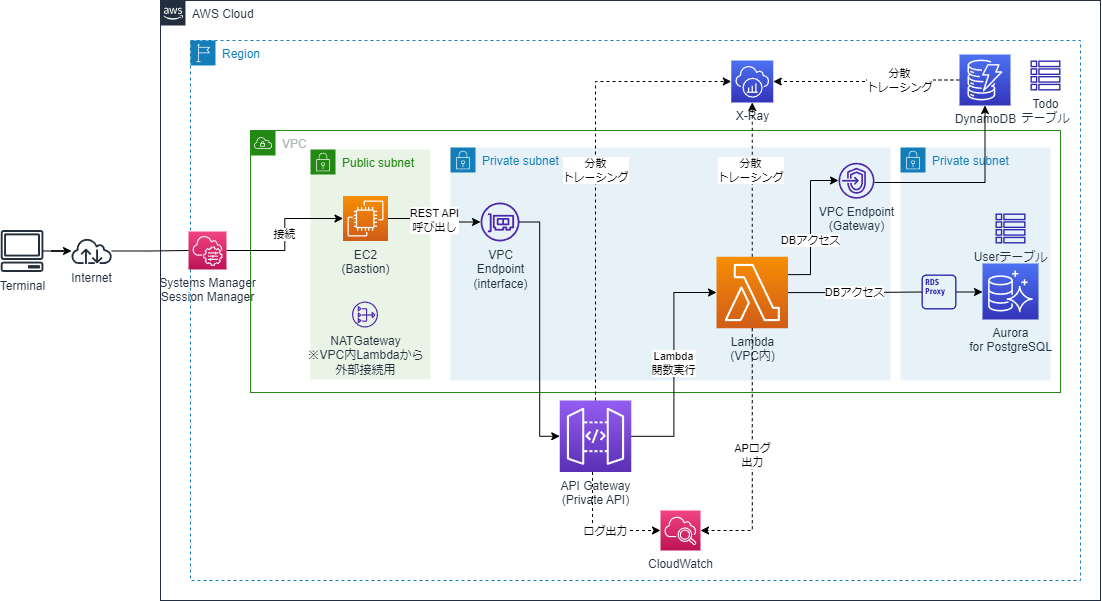 aws
AWS Cloud
Region
VPC
Public subnet
Private subnet
Private subnet
X-Ray
分散
トレーシング
DynamoDB
Todo
テーブル
分散
トレーシング
分散
トレーシング
Terminal
Internet
Systems Manager
Session Manager
接続
EC2
(Bastion)
REST API
呼び出し
VPC
Endpoint
(interface)
NATGateway
※VPC内Lambdaから
外部接続用
VPC Endpoint
(Gateway)
DBアクセス
DBアクセス
Lambda
(VPC内)
Lambda
関数実行
RDS
Proxy
Userテーブル
Aurora
for PostgreSQL
API Gateway
(Private API)
APログ
出力
ログ出力
CloudWatch